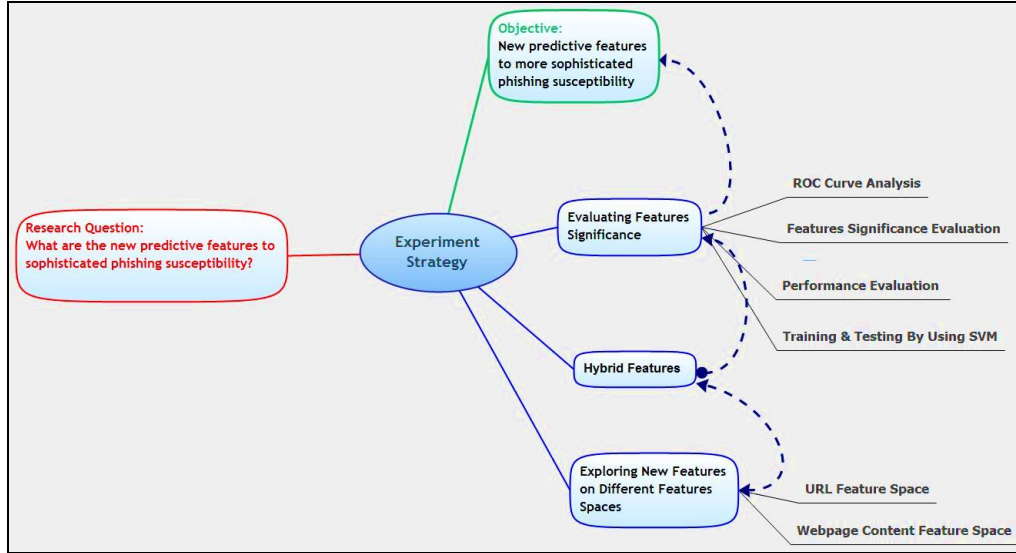 Objective:
New predictive features
to more sophisticated
phishing susceptibility
Research Question:
What are the new predictive features to
sophisticated phishing susceptibility?
Experiment
Strategy
Evaluating Features
Significance
ROC Curve Analysis
Features Significance Evaluation
Performance Evaluation
Training & Testing By Using SVM
Hybrid Features
Exploring New Features
on Different Features
Spaces
URL Feature Space
Webpage Content Feature Space